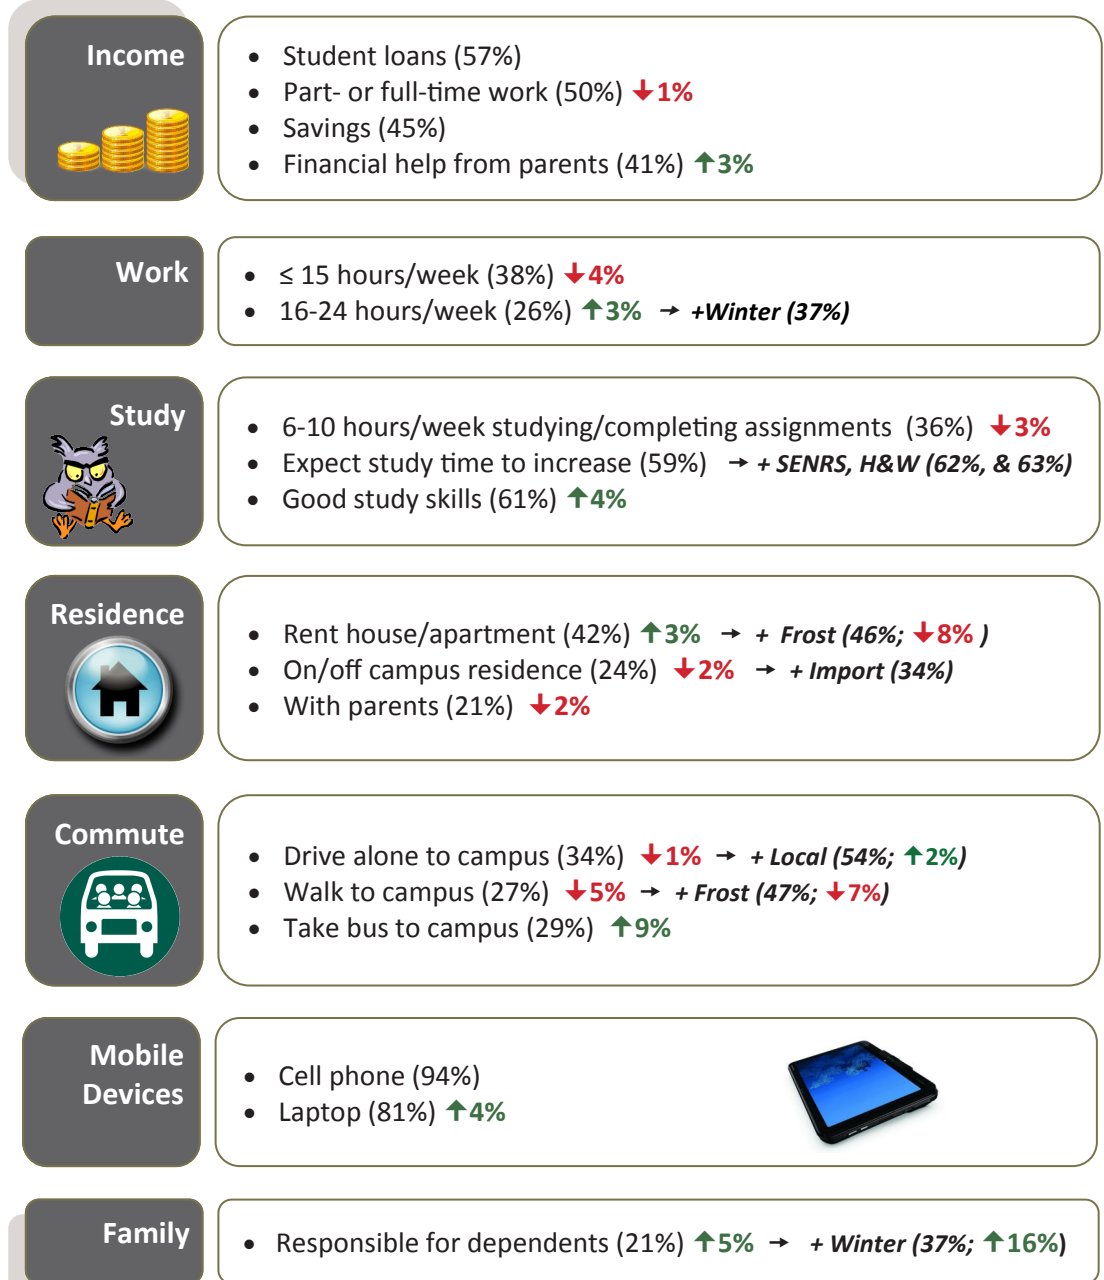 Income
• Student loans (57%)
• Part- or full-time work (50%) ↓1%
• Savings (45%)
• Financial help from parents (41%) ↑3%
Work
• ≤ 15 hours/week (38%) ↓4%
• 16-24 hours/week (26%) ↑3% → +Winter (37%)
Study
• 6-10 hours/week studying/completing assignments (36%) ↓3%
• Expect study time to increase (59%) → + SENRS, H&W (62%, & 63%)
• Good study skills (61%) ↑4%
Residence
• Rent house/apartment (42%) ↑3% → + Frost (46%; ↓8% )
• On/off campus residence (24%) ↓2% → + Import (34%)
• With parents (21%) ↓2%
Commute
• Drive alone to campus (34%) ↓1% → + Local (54%; ↑2%)
• Walk to campus (27%) ↓5% → + Frost (47%; ↓7%)
• Take bus to campus (29%) ↑9%
Mobile
Devices
• Cell phone (94%)
• Laptop (81%) ↑4%
Family
• Responsible for dependents (21%) ↑5% → + Winter (37%; ↑16%)